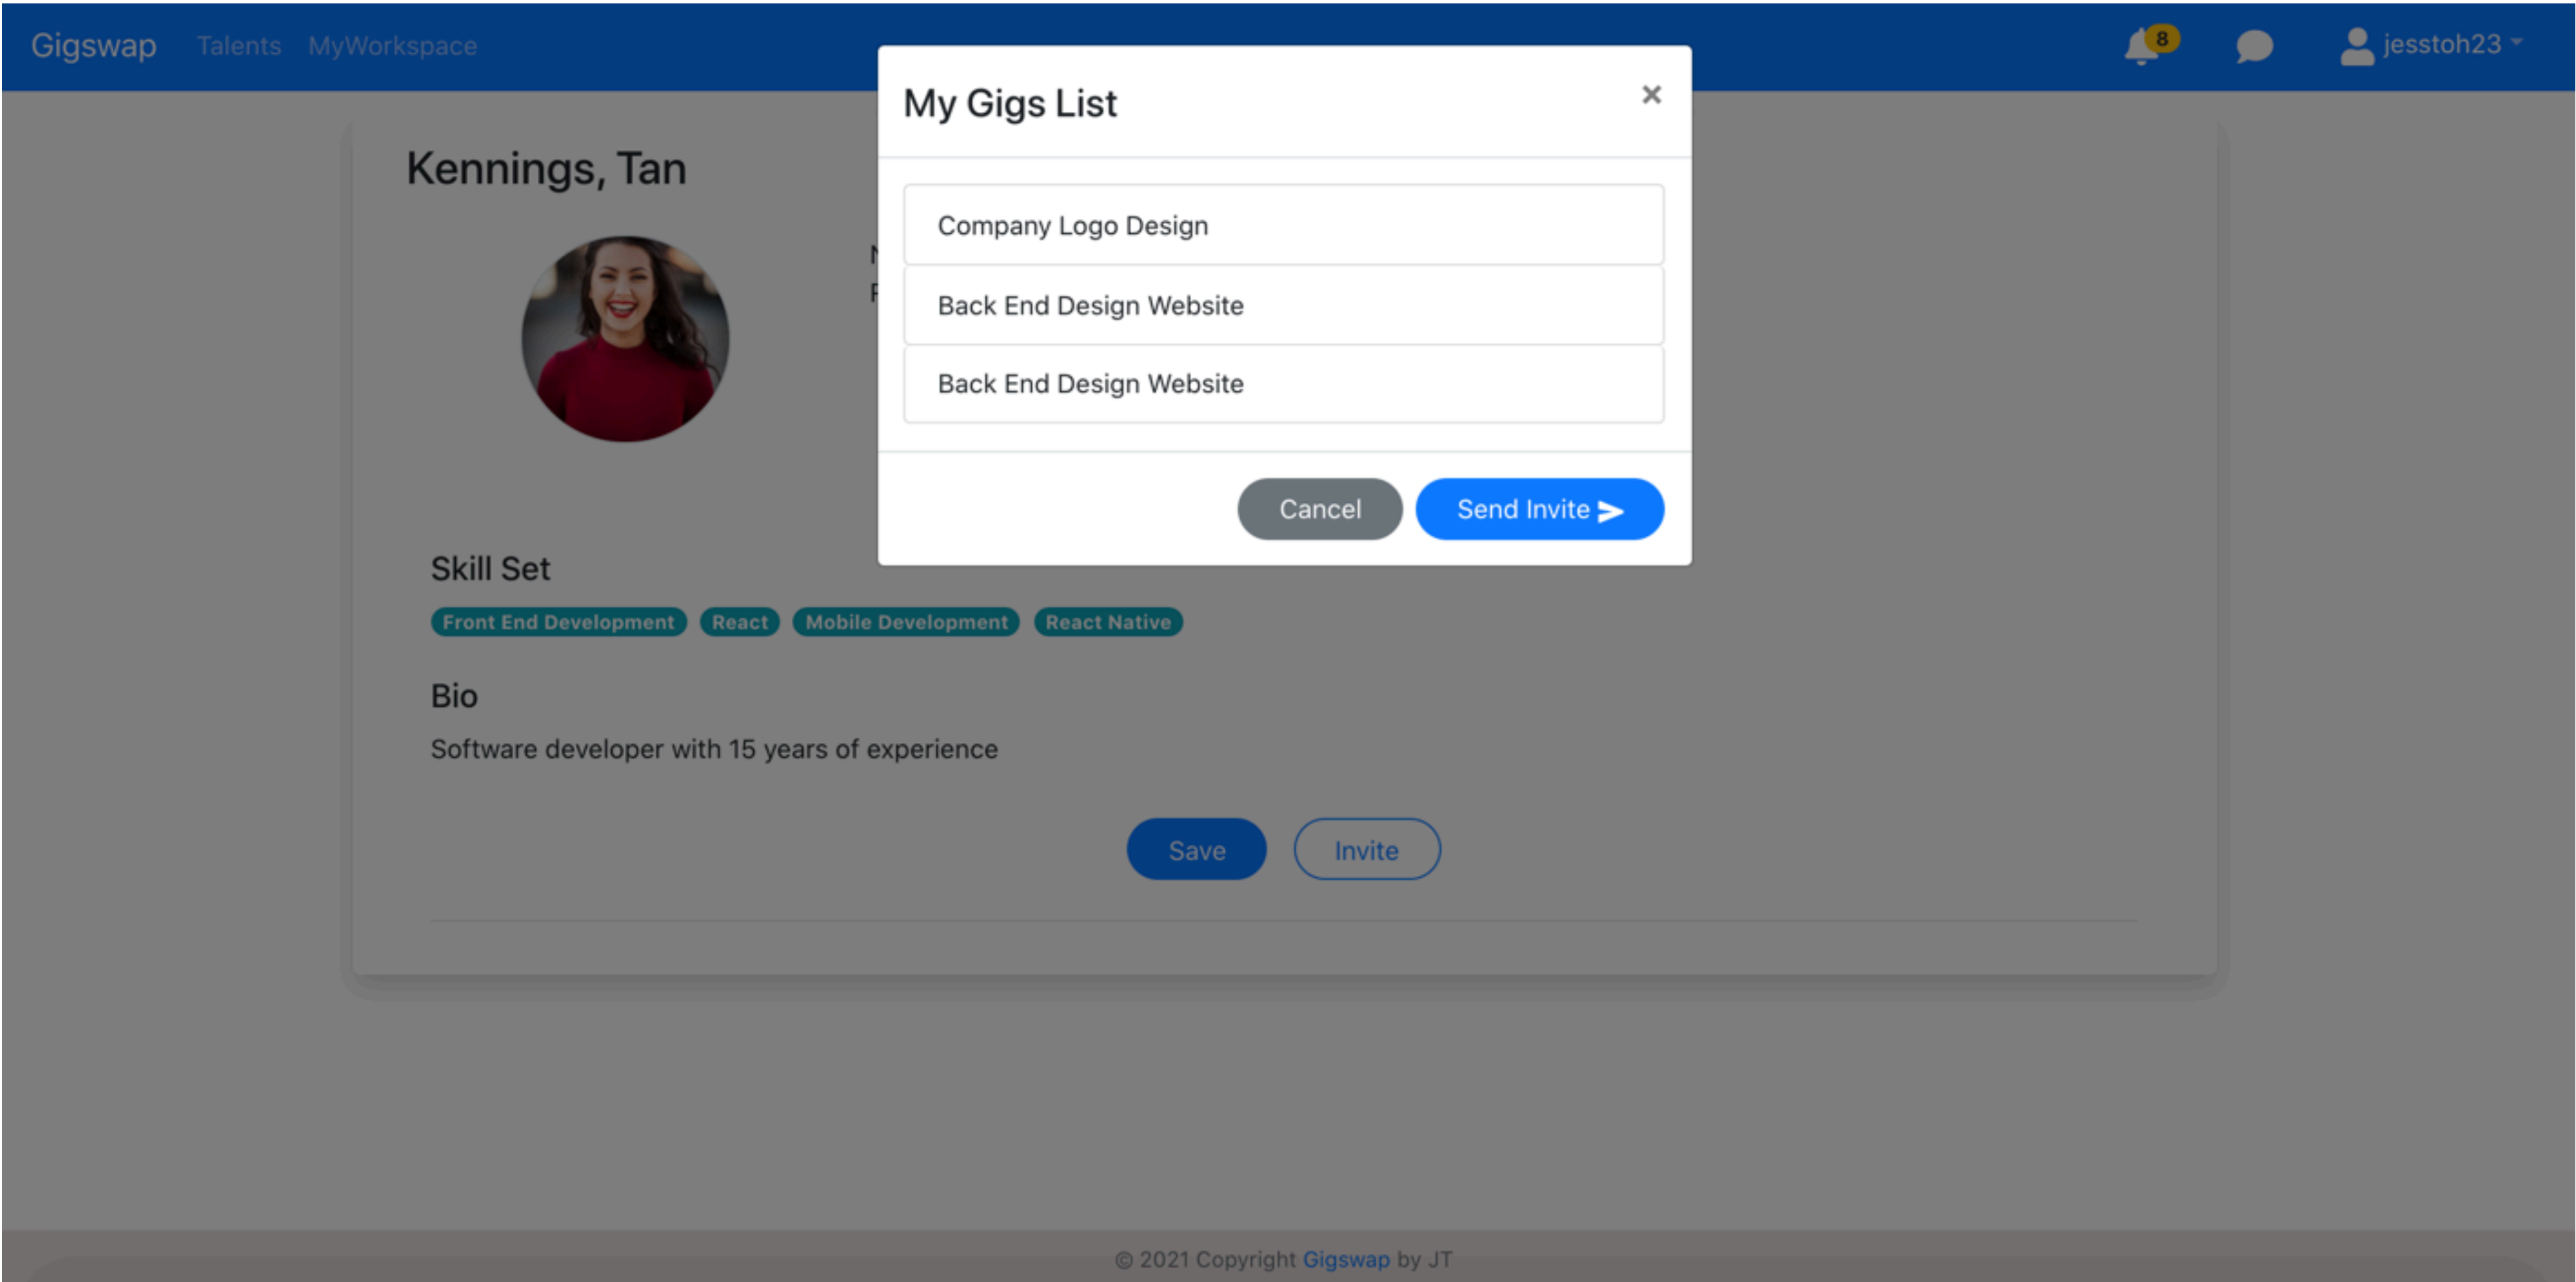 Gigswap Talents MyWorkspace 8 jesstoh23
My Gigs List ×
Company Logo Design
Back End Design Website
Back End Design Website
Cancel Send Invite
Kennings, Tan
Skill Set
Front End Development React Mobile Development React Native
Bio
Software developer with 15 years of experience
Save Invite
© 2021 Copyright Gigswap by JT